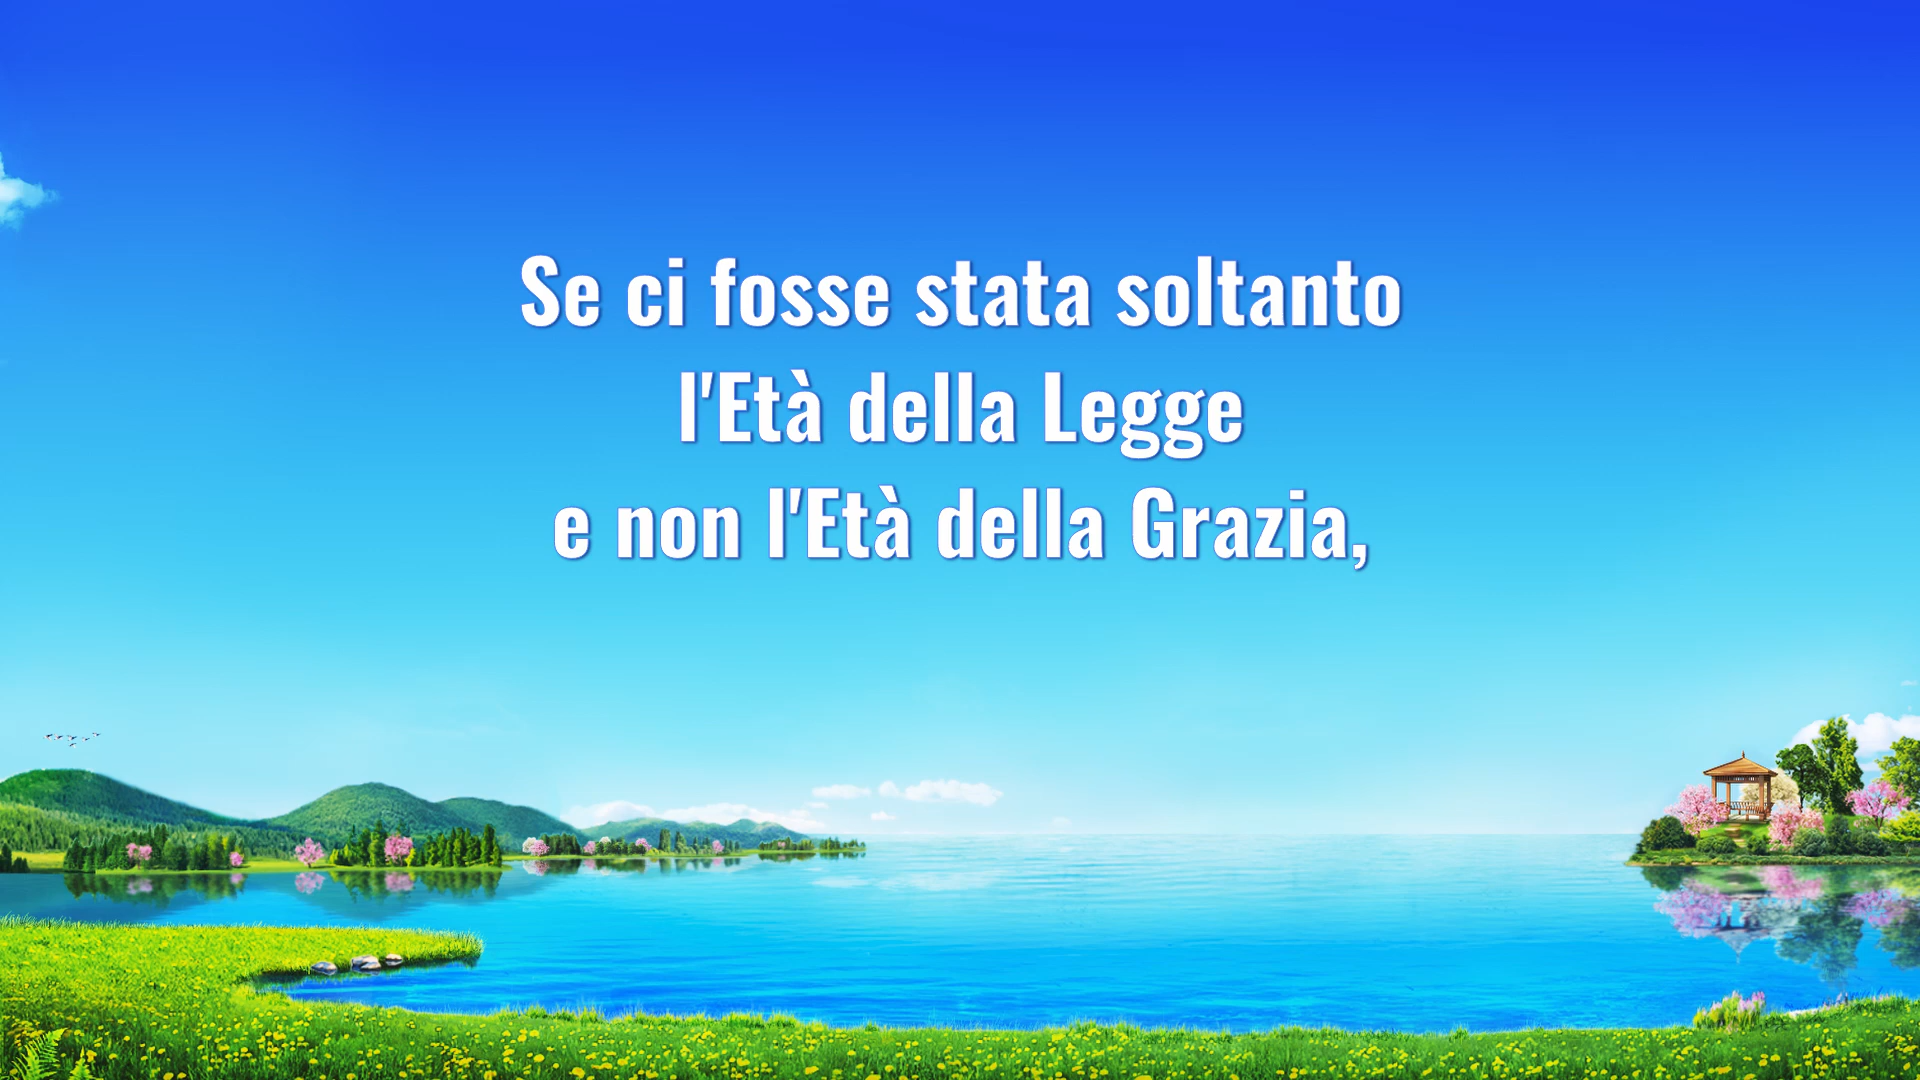 Se ci fosse stata soltanto
l'Età della Legge
e non l'Età della Grazia,